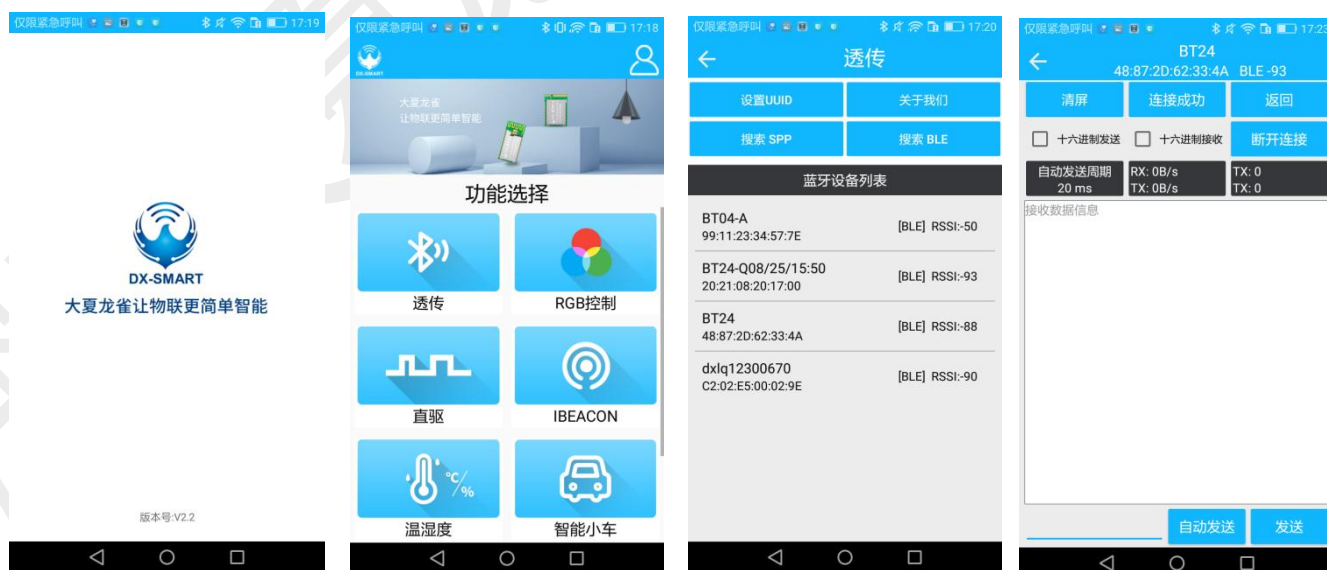 仅限紧急呼叫 17:19
DX-SMART
大夏龙雀让物联更简单智能
版本号:V2.2
仅限紧急呼叫 17:18
DX-SMART
大夏龙雀
让物联更简单智能
功能选择
透传 RGB控制
直驱 IBEACON
℃/%
温湿度 智能小车
仅限紧急呼叫 17:20
透传
设置UUID 关于我们
搜索 SPP 搜索 BLE
蓝牙设备列表
BT04-A
99:11:23:34:57:7E [BLE] RSSI:-50
BT24-Q08/25/15:50
20:21:08:20:17:00 [BLE] RSSI:-93
BT24
48:87:2D:62:33:4A [BLE] RSSI:-88
dxlq12300670
C2:02:E5:00:02:9E [BLE] RSSI:-90
仅限紧急呼叫 17:23
BT24
48:87:2D:62:33:4A BLE -93
清屏 连接成功 返回
十六进制发送 十六进制接收 断开连接
自动发送周期 RX: 0B/s TX: 0
20 ms TX: 0B/s TX: 0
接收数据信息
自动发送 发送